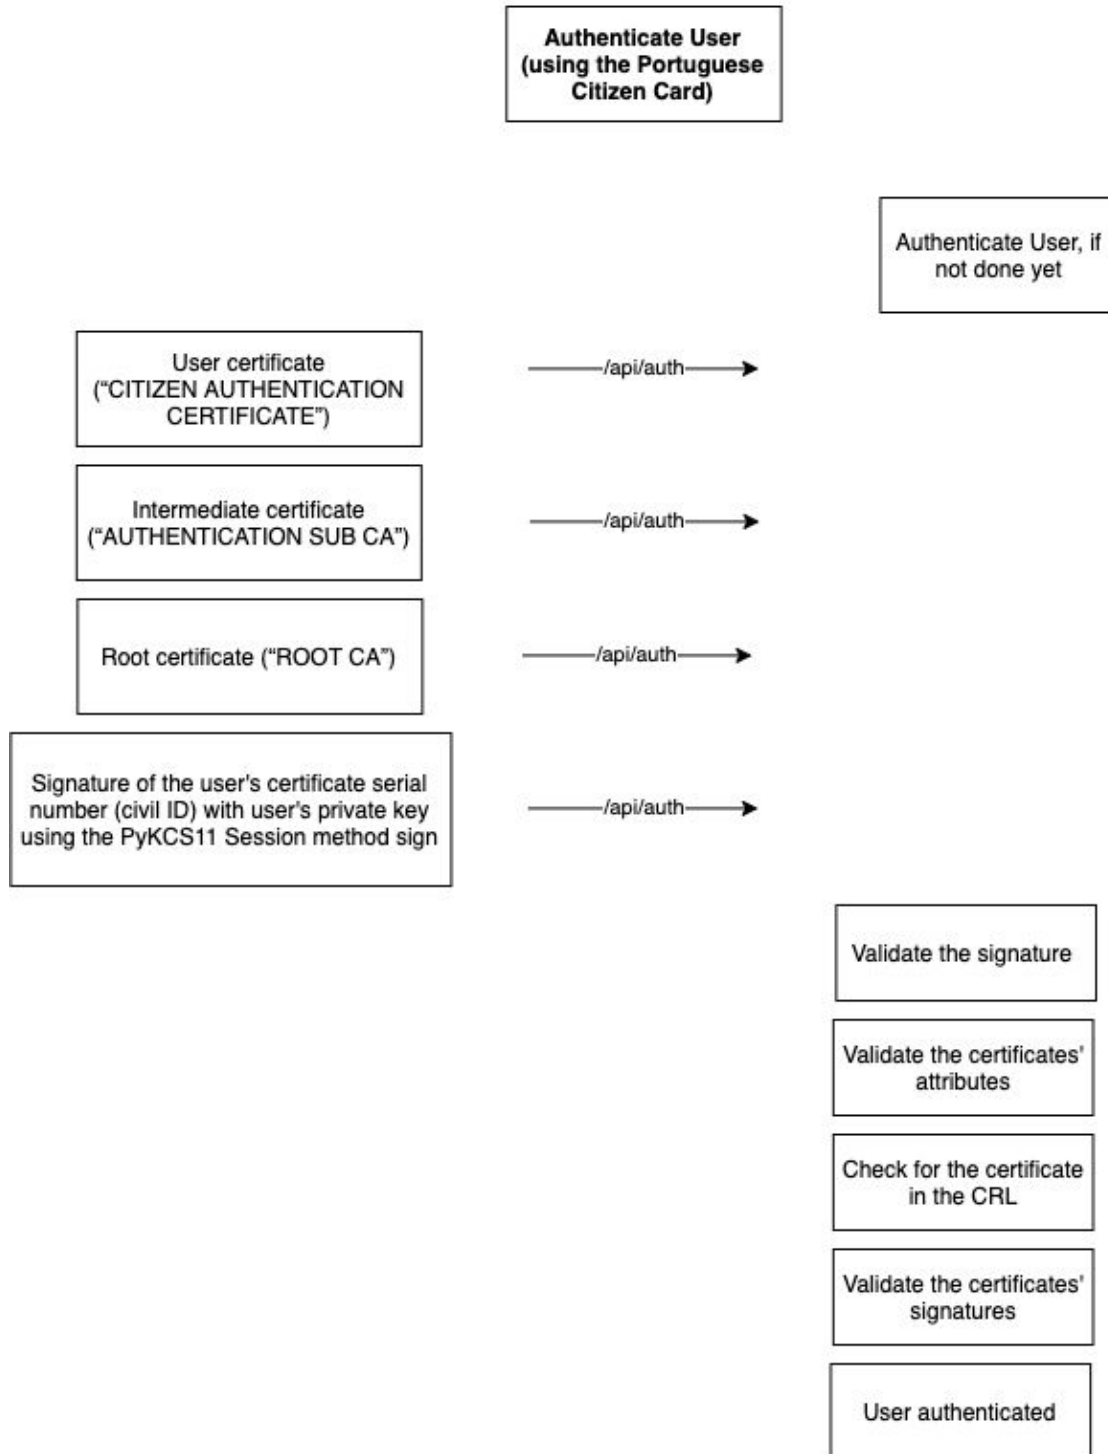 Authenticate User
(using the Portuguese
Citizen Card)
Authenticate User, if
not done yet
User certificate
(“CITIZEN AUTHENTICATION
CERTIFICATE”)
/api/auth
Intermediate certificate
(“AUTHENTICATION SUB CA”)
/api/auth
Root certificate (“ROOT CA”)
/api/auth
Signature of the user's certificate serial
number (civil ID) with user's private key
using the PyKCS11 Session method sign
/api/auth
Validate the signature
Validate the certificates'
attributes
Check for the certificate
in the CRL
Validate the certificates'
signatures
User authenticated